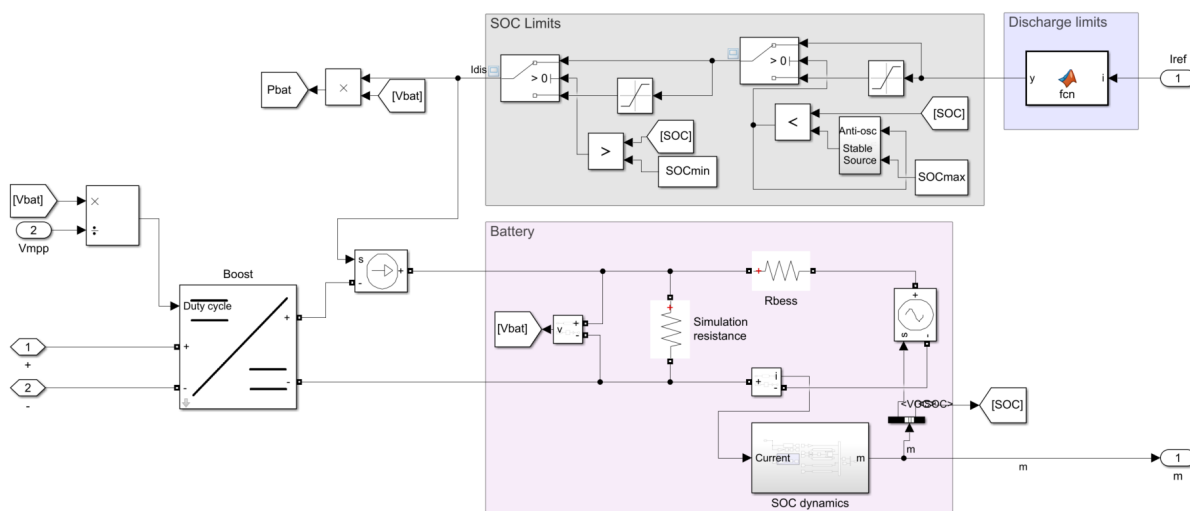 SOC Limits
Discharge limits
Idis
> 0
> 0
Iref
1
y
i
fcn
Pbat
×
[Vbat]
<
[SOC]
Anti-osc
Stable
Source
>
[SOC]
SOCmin
SOCmax
[Vbat]
×
÷
2
Vmpp
Battery
s
+
-
Boost
Duty cycle
+
-
+
-
1
+
2
-
[Vbat]
v
+
-
+
Simulation
resistance
+
Rbess
+
s
-
+
i
-
<SOC>
[SOC]
Current
m
m
SOC dynamics
m
1
m